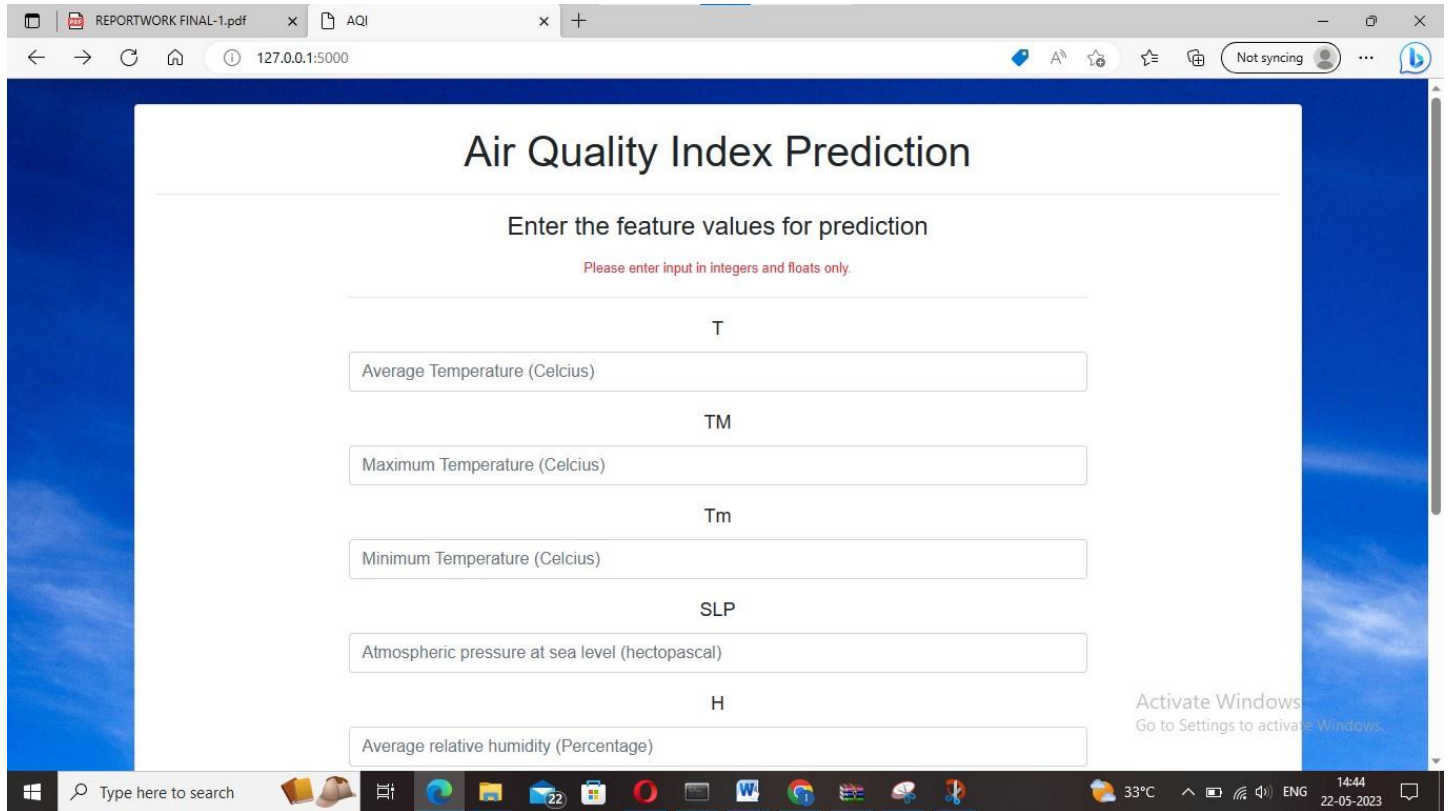 REPORTWORK FINAL-1.pdf
AQI
127.0.0.1:5000
Not syncing
Air Quality Index Prediction
Enter the feature values for prediction
Please enter input in integers and floats only.
T
Average Temperature (Celcius)
TM
Maximum Temperature (Celcius)
Tm
Minimum Temperature (Celcius)
SLP
Atmospheric pressure at sea level (hectopascal)
H
Average relative humidity (Percentage)
Activate Windows
Go to Settings to activate Windows.
Type here to search
22
33°C
ENG
14:44
22-05-2023